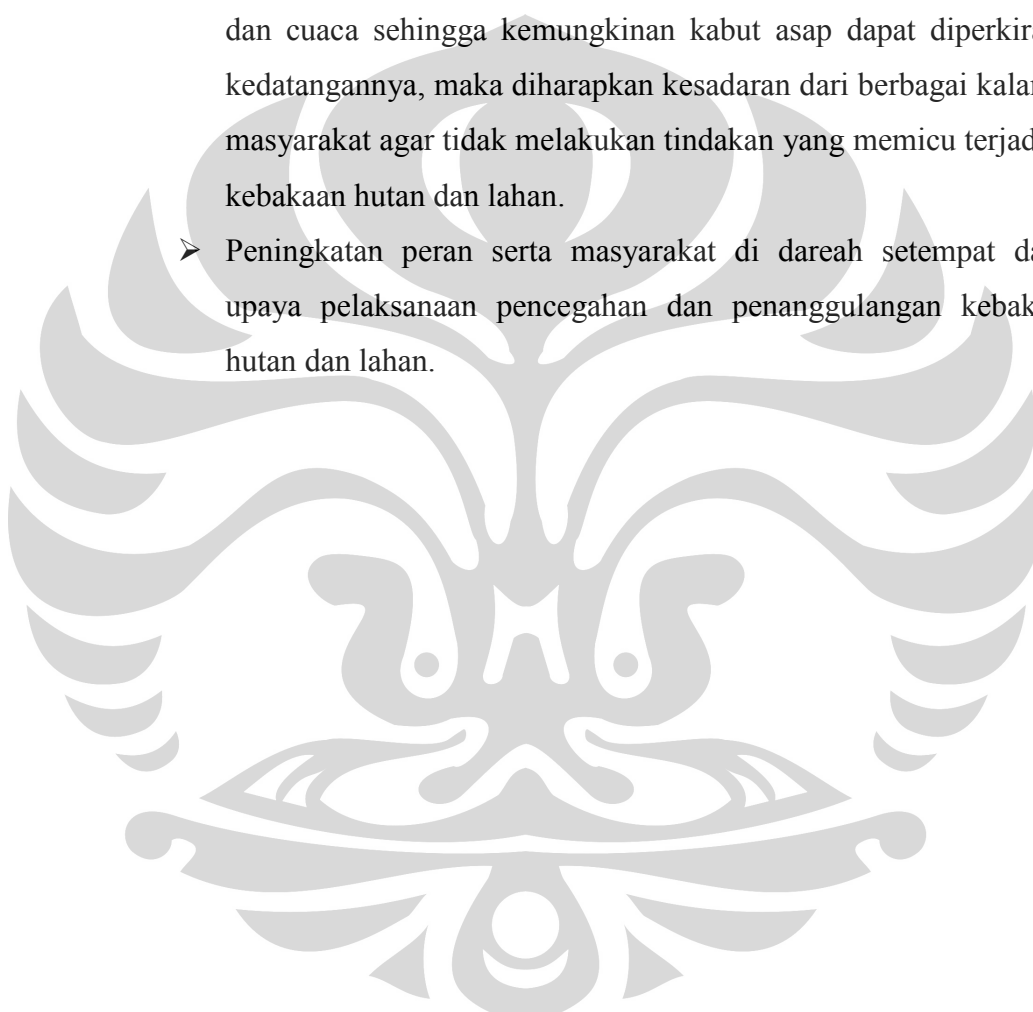 dan cuaca sehingga kemungkinan kabut asap dapat diperkira
kedatangannya, maka diharapkan kesadaran dari berbagai kalan
masyarakat agar tidak melakukan tindakan yang memicu terjad
kebakaan hutan dan lahan.
➢ Peningkatan peran serta masyarakat di dareah setempat da
upaya pelaksanaan pencegahan dan penanggulangan kebak
hutan dan lahan.